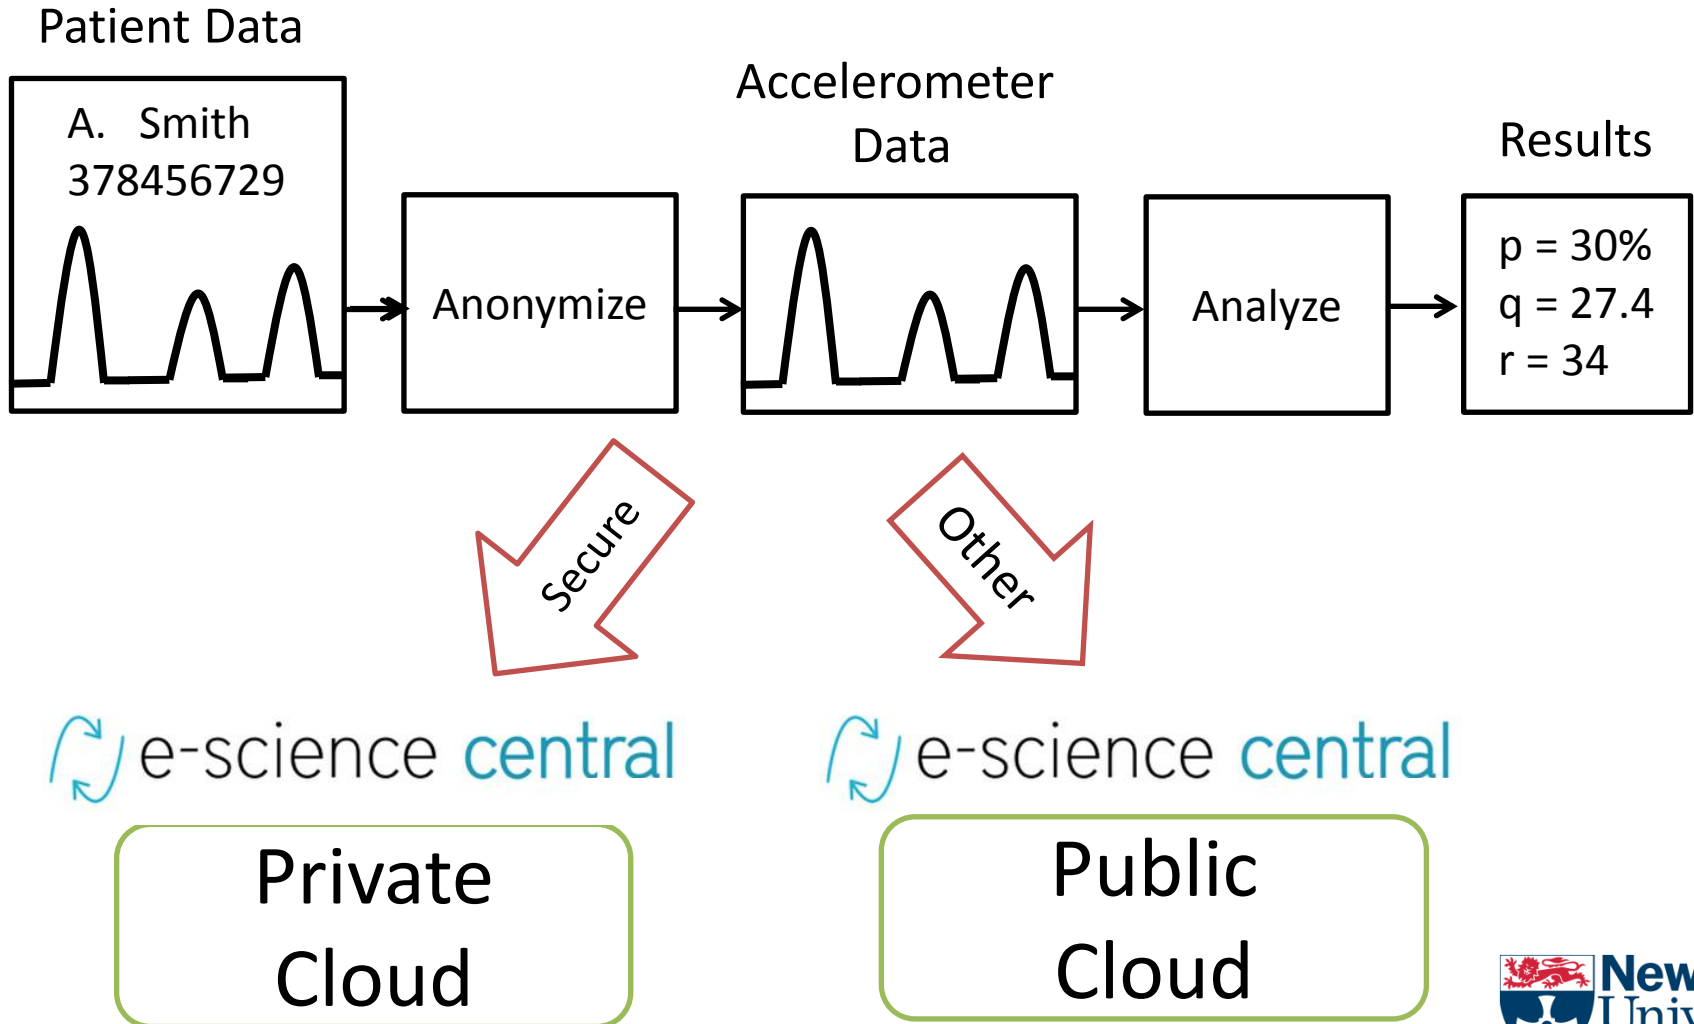 Patient Data
A. Smith
378456729
Anonymize
Accelerometer
Data
Analyze
Results
p = 30%
q = 27.4
r = 34
Secure
Other
e-science central
e-science central
Private
Cloud
Public
Cloud
New
Univ